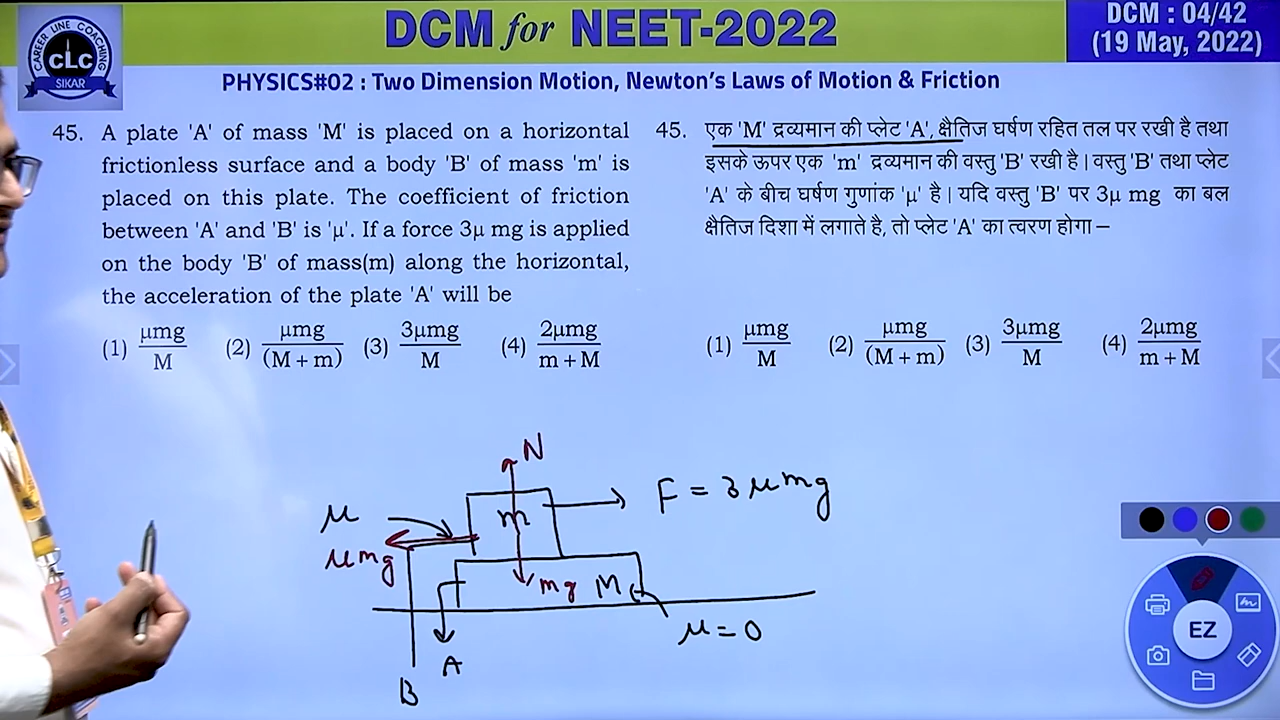 CAREER LINE COACHING
CLC
SIKAR
DCM for NEET-2022
DCM : 04/42
(19 May, 2022)
PHYSICS#02 : Two Dimension Motion, Newton's Laws of Motion & Friction
45. A plate 'A' of mass 'M' is placed on a horizontal
frictionless surface and a body 'B' of mass 'm' is
placed on this plate. The coefficient of friction
between 'A' and 'B' is 'μ'. If a force 3μ mg is applied
on the body 'B' of mass(m) along the horizontal,
the acceleration of the plate 'A' will be
(1) μmg/M (2) μmg/(M + m) (3) 3μmg/M (4) 2μmg/m + M
45. एक 'M' द्रव्यमान की प्लेट 'A', क्षैतिज घर्षण रहित तल पर रखी है तथा
इसके ऊपर एक 'm' द्रव्यमान की वस्तु 'B' रखी है। वस्तु 'B' तथा प्लेट
'A' के बीच घर्षण गुणांक 'μ' है। यदि वस्तु 'B' पर 3μ mg का बल
क्षैतिज दिशा में लगाते है, तो प्लेट 'A' का त्वरण होगा –
(1) μmg/M (2) μmg/(M + m) (3) 3μmg/M (4) 2μmg/m + M
N
F = 3μmg
μ
m
μmg
mg
M
μ = 0
A
B
EZ